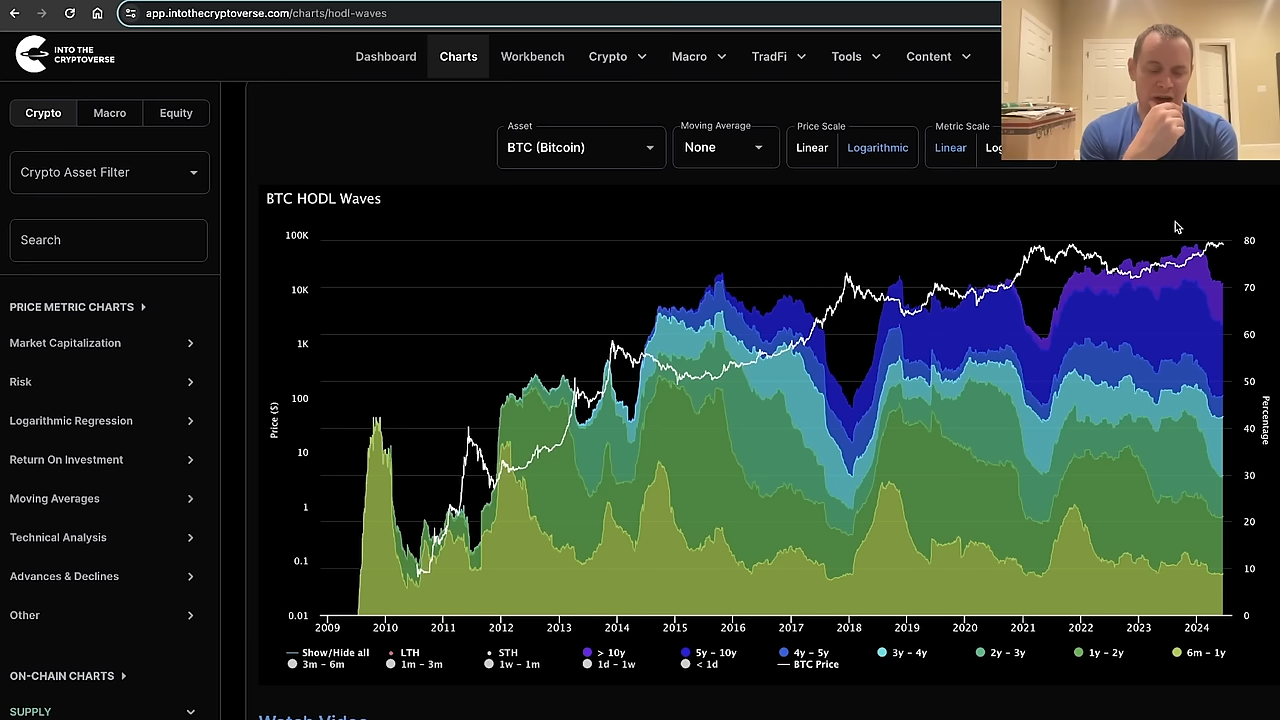 app.intothecryptoverse.com/charts/hodl-waves
INTO THE
CRYPTOVERSE
Dashboard
Charts
Workbench
Crypto
Macro
TradFi
Tools
Content
Crypto
Macro
Equity
Crypto Asset Filter
Search
PRICE METRIC CHARTS
Market Capitalization
Risk
Logarithmic Regression
Return On Investment
Moving Averages
Technical Analysis
Advances & Declines
Other
ON-CHAIN CHARTS
SUPPLY
Asset
BTC (Bitcoin)
Moving Average
None
Price Scale
Linear
Logarithmic
Metric Scale
Linear
BTC HODL Waves
100K
10K
1K
100
10
1
0.1
0.01
Price ($)
80
70
60
50
40
30
20
10
0
Percentage
2009 2010 2011 2012 2013 2014 2015 2016 2017 2018 2019 2020 2021 2022 2023 2024
Show/Hide all LTH STH > 10y 5y – 10y 4y – 5y 3y – 4y 2y – 3y 1y – 2y 6m – 1y
3m – 6m 1m – 3m 1w – 1m 1d – 1w < 1d BTC Price
Watch Video